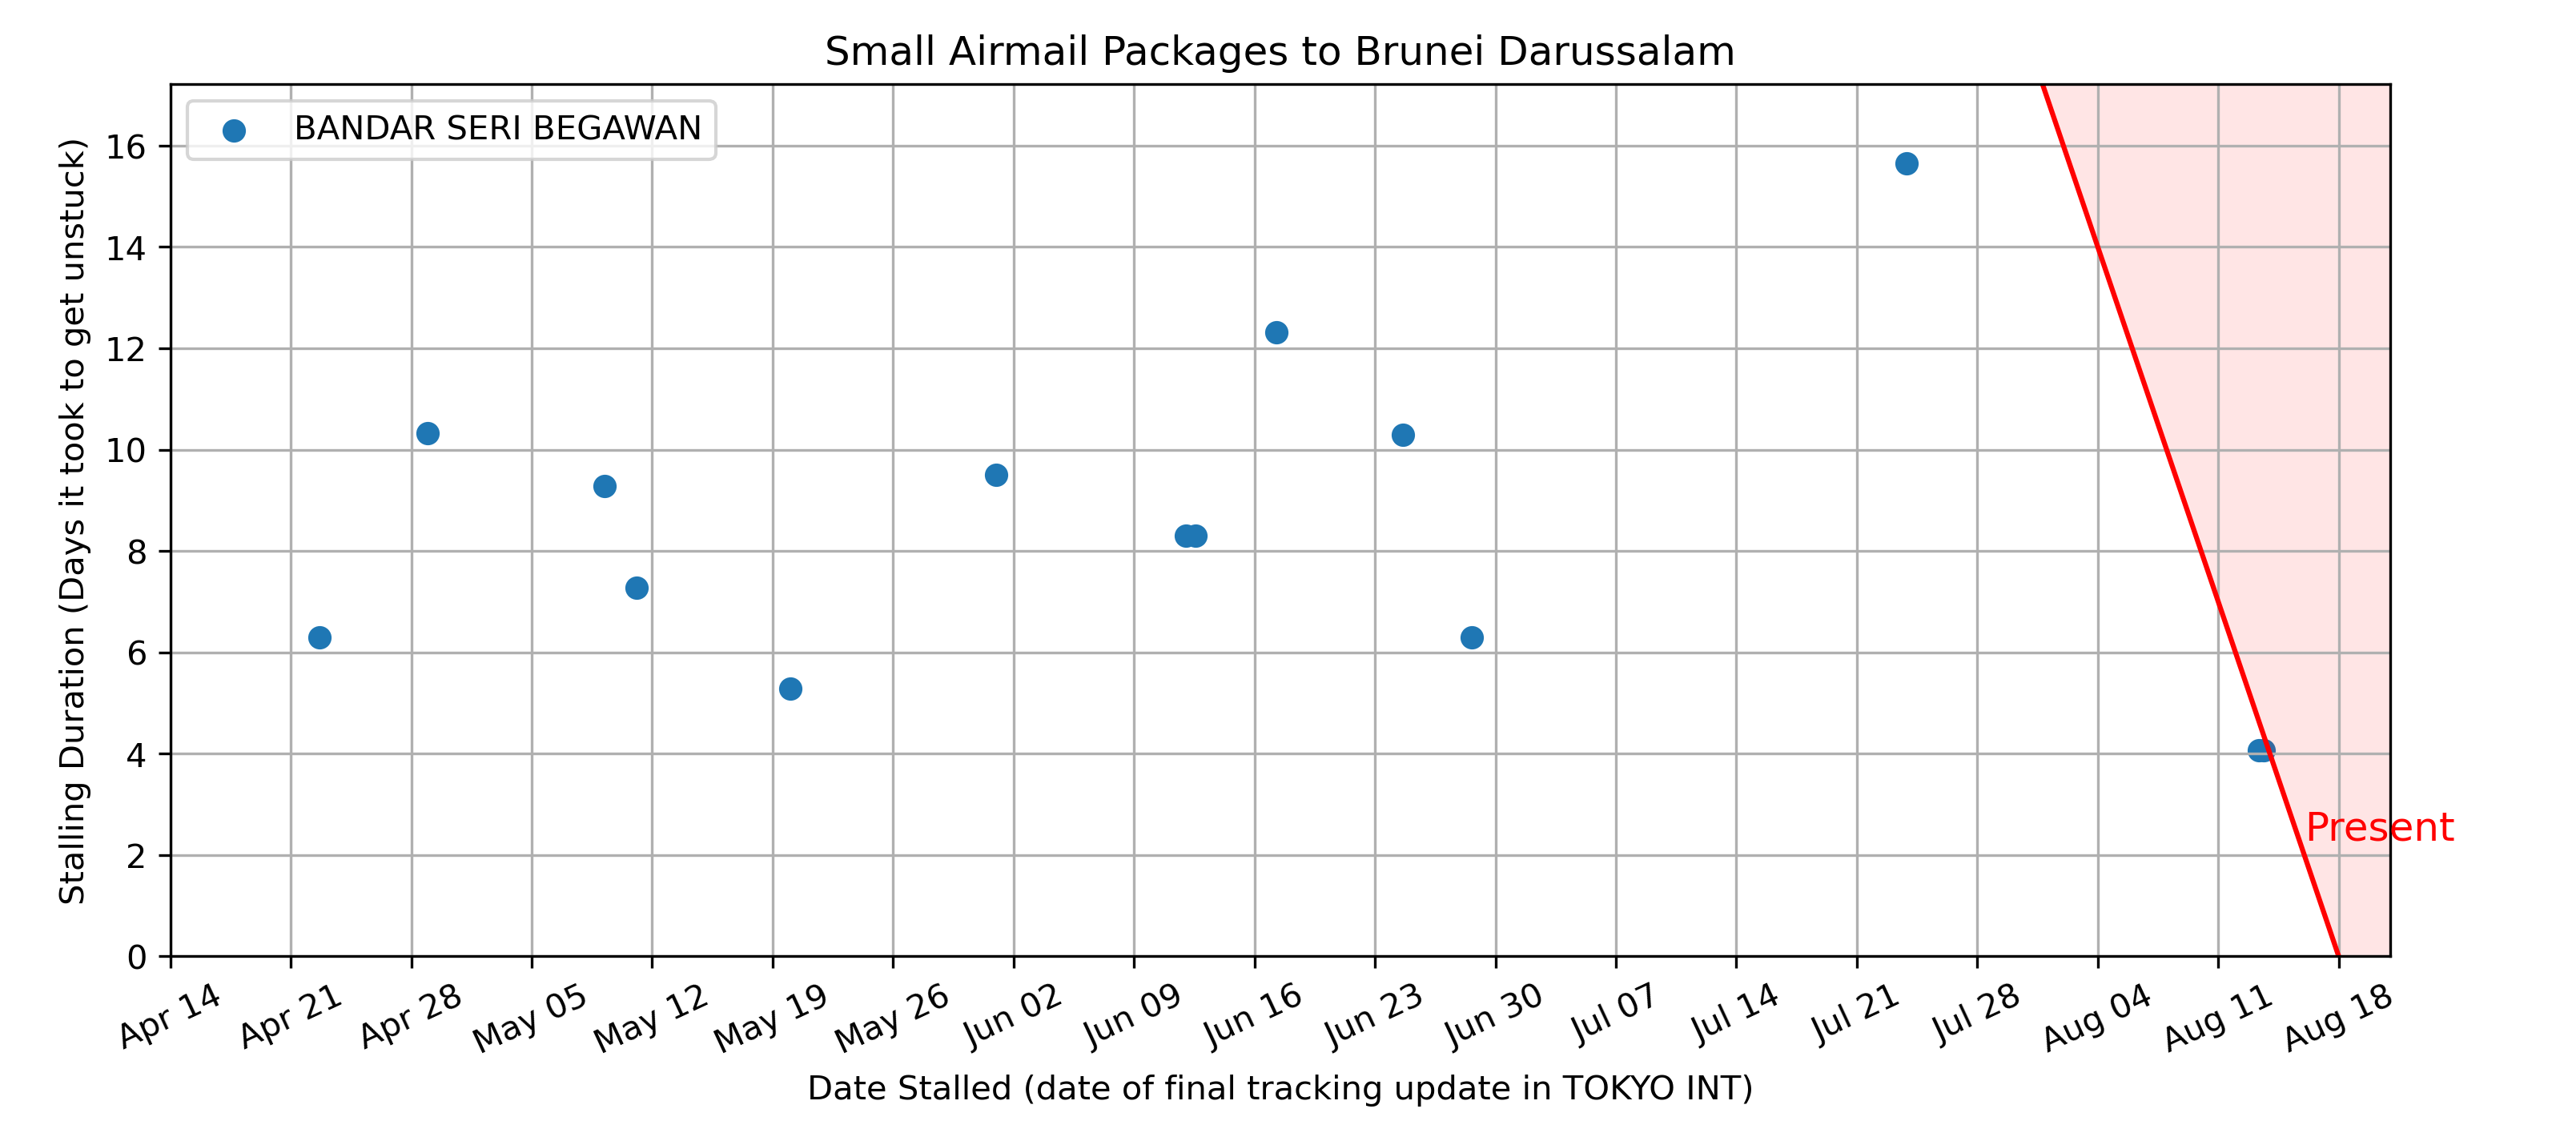 Small Airmail Packages to Brunei Darussalam
BANDAR SERI BEGAWAN
Stalling Duration (Days it took to get unstuck)
16
14
12
10
8
6
4
2
0
Present
Apr 14
Apr 21
Apr 28
May 05
May 12
May 19
May 26
Jun 02
Jun 09
Jun 16
Jun 23
Jun 30
Jul 07
Jul 14
Jul 21
Jul 28
Aug 04
Aug 11
Aug 18
Date Stalled (date of final tracking update in TOKYO INT)